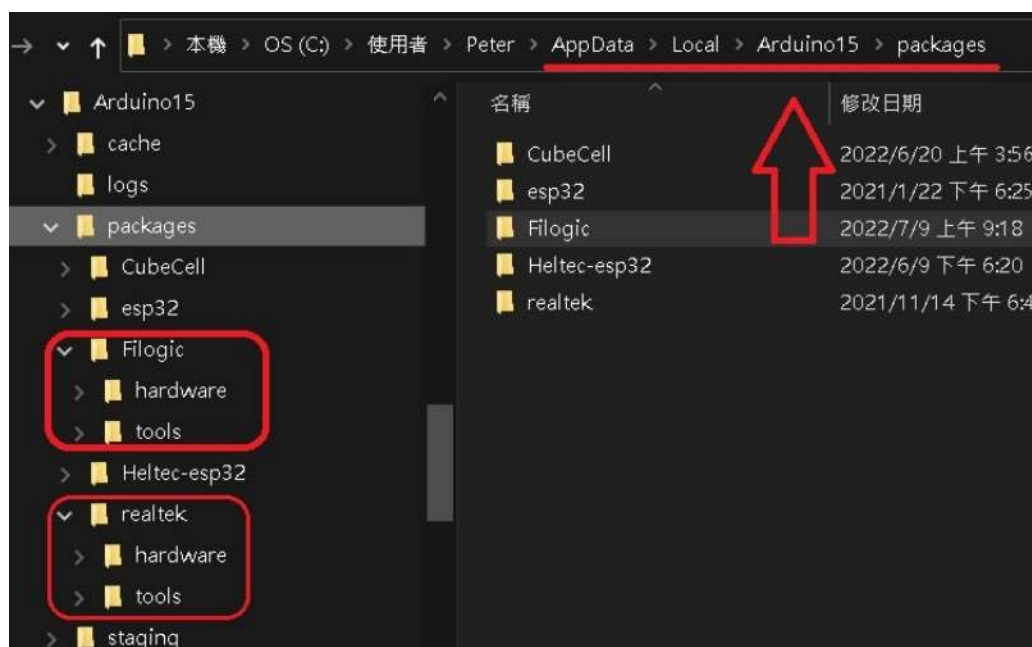 本機 > OS (C:) > 使用者 > Peter > AppData > Local > Arduino15 > packages
Arduino15
cache
logs
packages
CubeCell
esp32
Filogic
hardware
tools
Heltec-esp32
realtek
hardware
tools
staging
名稱 修改日期
CubeCell 2022/6/20 上午 3:56
esp32 2021/1/22 下午 6:25
Filogic 2022/7/9 上午 9:18
Heltec-esp32 2022/6/9 下午 6:20
realtek 2021/11/14 下午 6:4